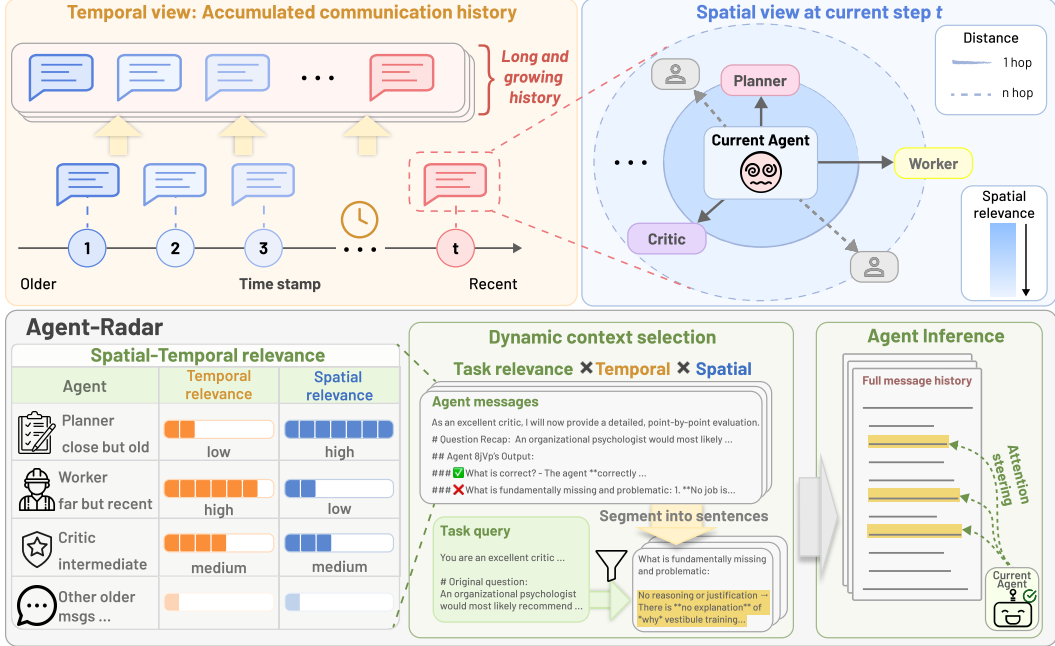 Temporal view: Accumulated communication history
Long and
growing
history
1
2
3
t
Older
Time stamp
Recent
Spatial view at current step t
Distance
1 hop
n hop
Planner
Current Agent
Worker
Critic
Spatial
relevance
Agent-Radar
Spatial-Temporal relevance
Agent
Temporal
relevance
Spatial
relevance
Planner
close but old
low
high
Worker
far but recent
high
low
Critic
intermediate
medium
medium
Other older
msgs ...
Dynamic context selection
Task relevance ✖ Temporal ✖ Spatial
Agent messages
As an excellent critic, I will now provide a detailed, point-by-point evaluation.
# Question Recap: An organizational psychologist would most likely ...
## Agent 8jVp's Output:
### ✅ What is correct? - The agent **correctly ...
### ❌ What is fundamentally missing and problematic: 1. **No job is...
Segment into sentences
Task query
You are an excellent critic ...
# Original question:
An organizational psychologist
would most likely recommend ...
What is fundamentally missing
and problematic:
No reasoning or justification →
There is **no explanation** of
*why* vestibule training...
Agent Inference
Full message history
Attention
steering
Current
Agent